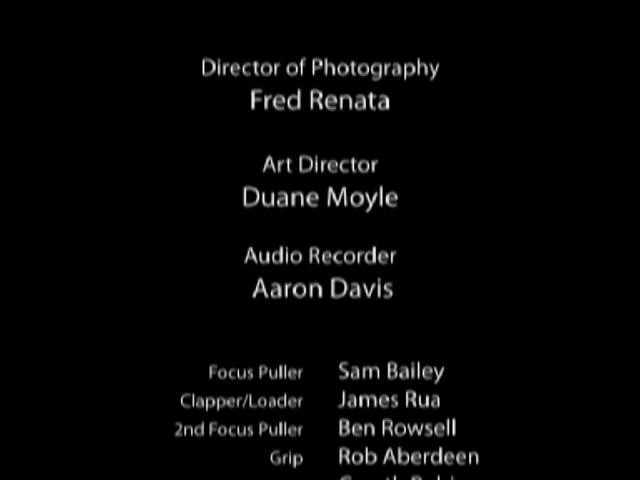 Director of Photography
Fred Renata
Art Director
Duane Moyle
Audio Recorder
Aaron Davis
Focus Puller Sam Bailey
Clapper/Loader James Rua
2nd Focus Puller Ben Rowsell
Grip Rob Aberdeen